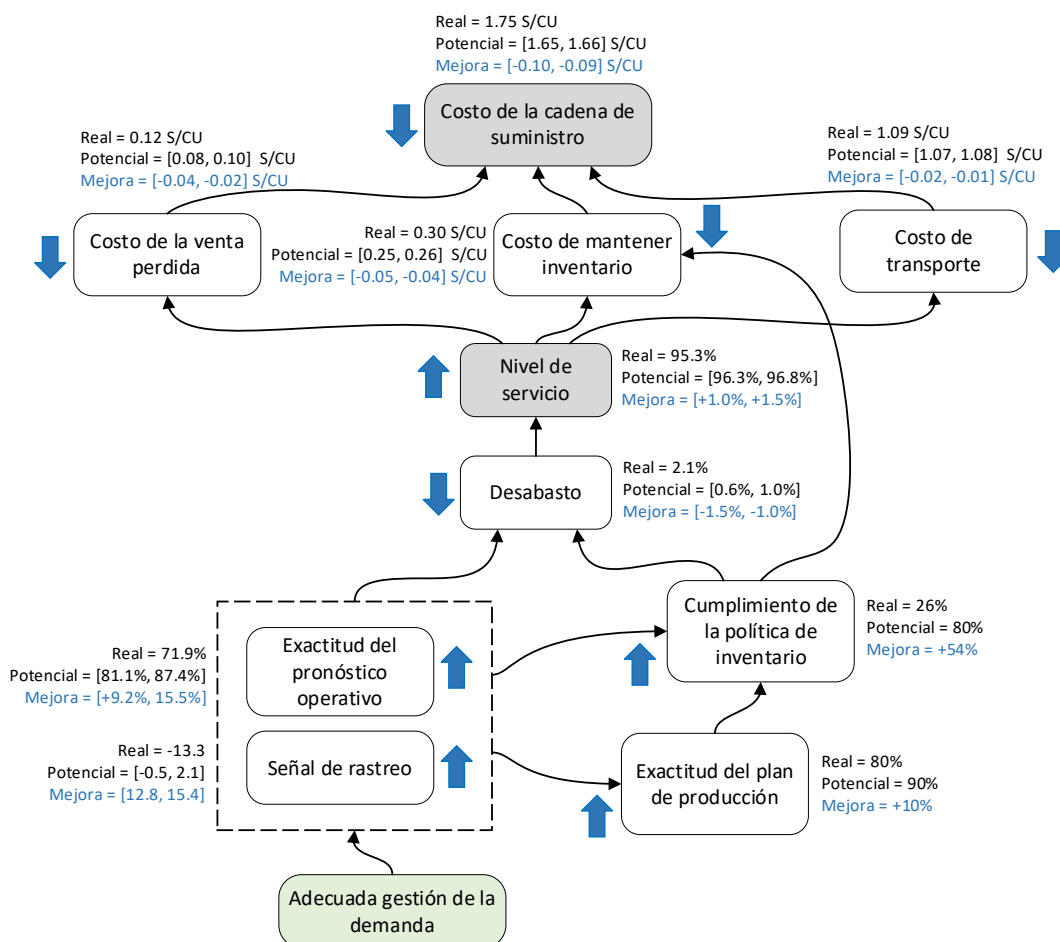 Real = 1.75 S/CU
Potencial = [1.65, 1.66] S/CU
Mejora = [-0.10, -0.09] S/CU
Costo de la cadena de
suministro
Real = 0.12 S/CU
Potencial = [0.08, 0.10] S/CU
Mejora = [-0.04, -0.02] S/CU
Real = 1.09 S/CU
Potencial = [1.07, 1.08] S/CU
Mejora = [-0.02, -0.01] S/CU
Costo de la venta
perdida
Real = 0.30 S/CU
Potencial = [0.25, 0.26] S/CU
Mejora = [-0.05, -0.04] S/CU
Costo de mantener
inventario
Costo de
transporte
Nivel de
servicio
Real = 95.3%
Potencial = [96.3%, 96.8%]
Mejora = [+1.0%, +1.5%]
Desabasto
Real = 2.1%
Potencial = [0.6%, 1.0%]
Mejora = [-1.5%, -1.0%]
Real = 71.9%
Potencial = [81.1%, 87.4%]
Mejora = [+9.2%, 15.5%]
Exactitud del
pronóstico
operativo
Cumplimiento de
la política de
inventario
Real = 26%
Potencial = 80%
Mejora = +54%
Real = -13.3
Potencial = [-0.5, 2.1]
Mejora = [12.8, 15.4]
Señal de rastreo
Exactitud del plan
de producción
Real = 80%
Potencial = 90%
Mejora = +10%
Adecuada gestión de la
demanda